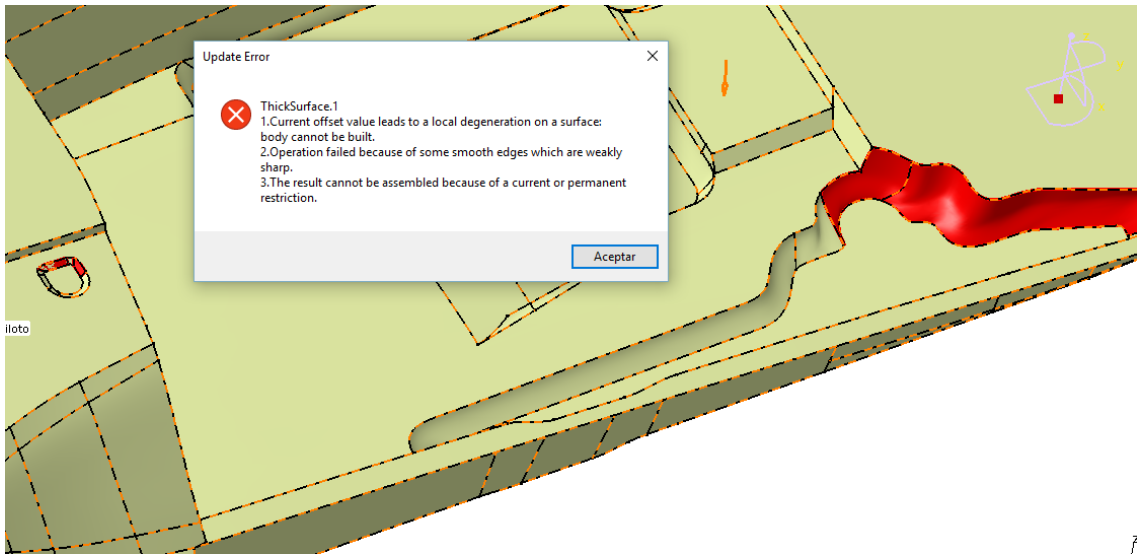 Update Error
ThickSurface.1
1.Current offset value leads to a local degeneration on a surface:
body cannot be built.
2.Operation failed because of some smooth edges which are weakly
sharp.
3.The result cannot be assembled because of a current or permanent
restriction.
Aceptar
iloto